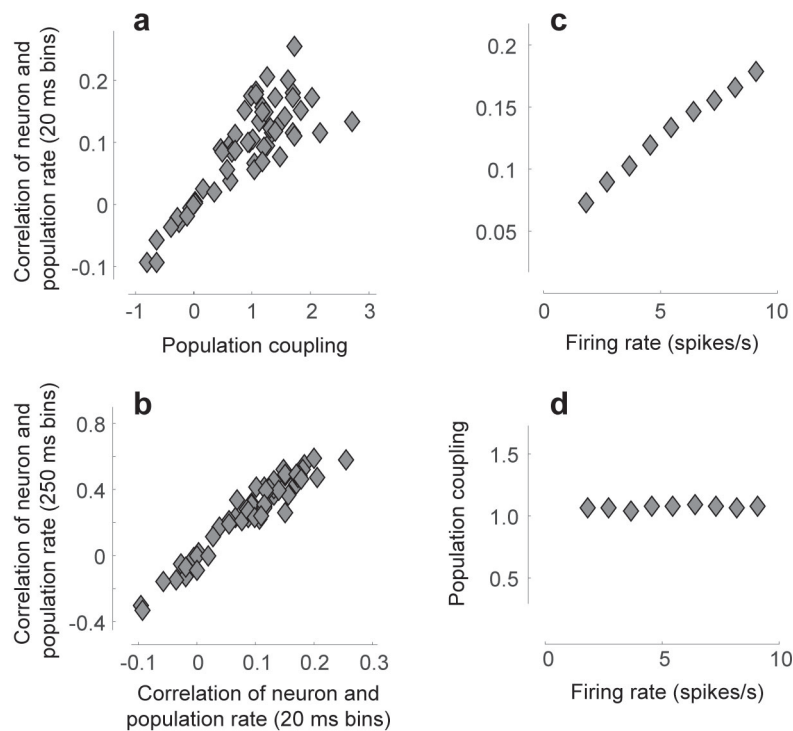 a
Correlation of neuron and
population rate (20 ms bins)
0.2
0.1
0
-0.1
-1 0 1 2 3
Population coupling
c
0.2
0.15
0.1
0.05
0 5 10
Firing rate (spikes/s)
b
Correlation of neuron and
population rate (250 ms bins)
0.8
0.4
0
-0.4
-0.1 0 0.1 0.2 0.3
Correlation of neuron and
population rate (20 ms bins)
d
Population coupling
1.5
1.0
0.5
0 5 10
Firing rate (spikes/s)